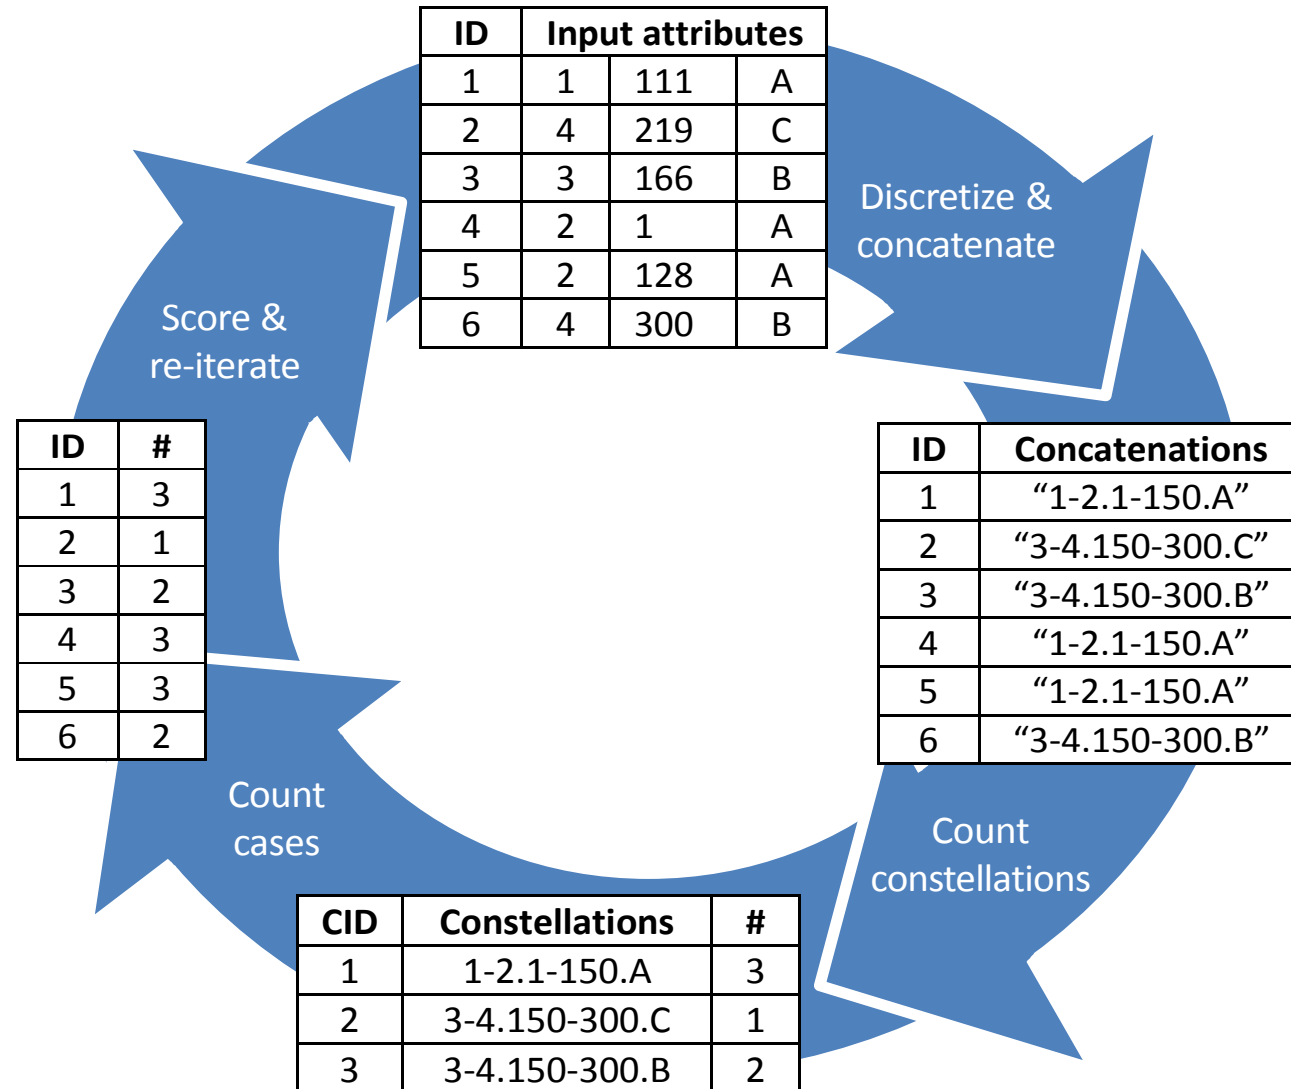 ID Input attributes
1 1 111 A
2 4 219 C
3 3 166 B
4 2 1 A
5 2 128 A
6 4 300 B
Discretize &
concatenate
ID Concatenations
1 “1-2.1-150.A”
2 “3-4.150-300.C”
3 “3-4.150-300.B”
4 “1-2.1-150.A”
5 “1-2.1-150.A”
6 “3-4.150-300.B”
Count
constellations
CID Constellations #
1 1-2.1-150.A 3
2 3-4.150-300.C 1
3 3-4.150-300.B 2
Count
cases
ID #
1 3
2 1
3 2
4 3
5 3
6 2
Score &
re-iterate